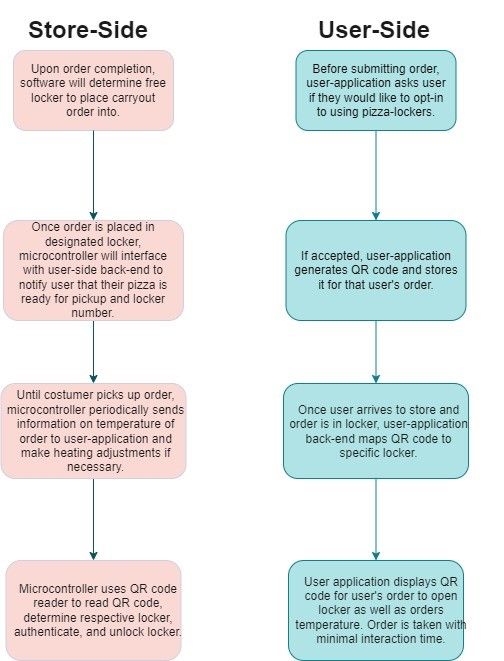 Store-Side
Upon order completion,
software will determine free
locker to place carryout
order into.
Once order is placed in
designated locker,
microcontroller will interface
with user-side back-end to
notify user that their pizza is
ready for pickup and locker
number.
Until costumer picks up order,
microcontroller periodically sends
information on temperature of
order to user-application and
make heating adjustments if
necessary.
Microcontroller uses QR code
reader to read QR code,
determine respective locker,
authenticate, and unlock locker.
User-Side
Before submitting order,
user-application asks user
if they would like to opt-in
to using pizza-lockers.
If accepted, user-application
generates QR code and stores
it for that user's order.
Once user arrives to store and
order is in locker, user-application
back-end maps QR code to
specific locker.
User application displays QR
code for user's order to open
locker as well as orders
temperature. Order is taken with
minimal interaction time.